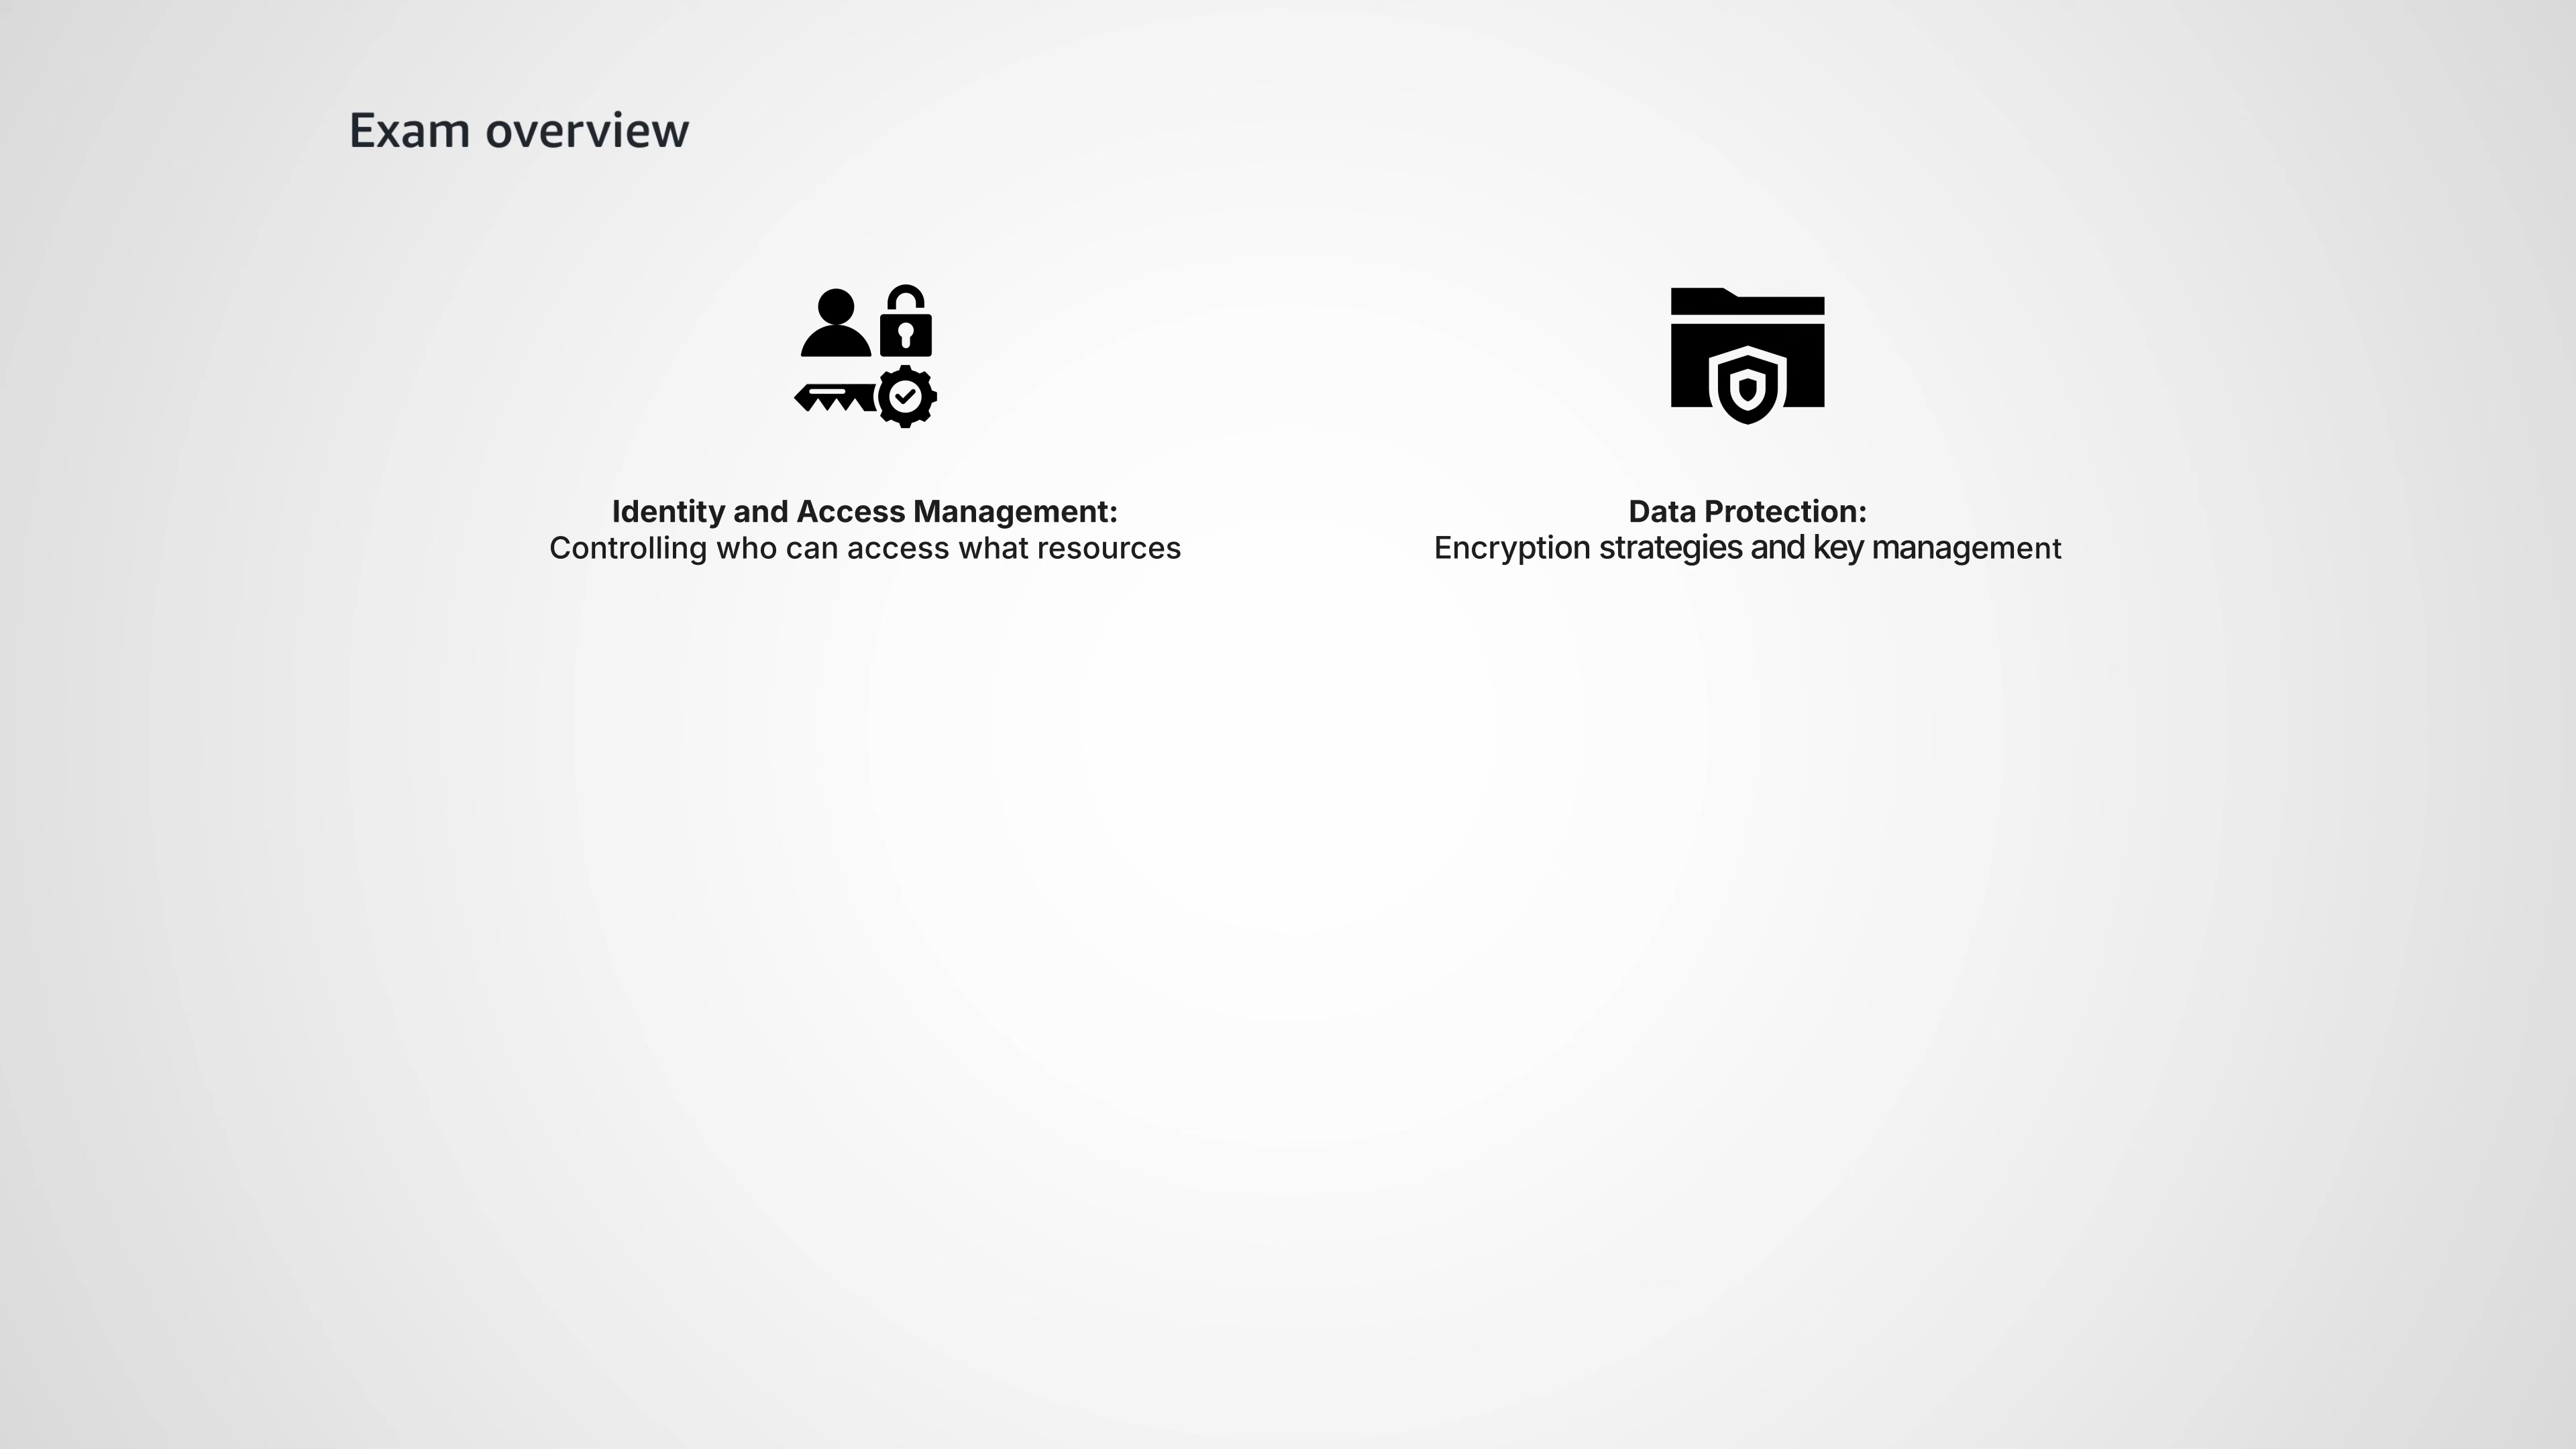 Exam overview
Identity and Access Management:
Controlling who can access what resources
Data Protection:
Encryption strategies and key management